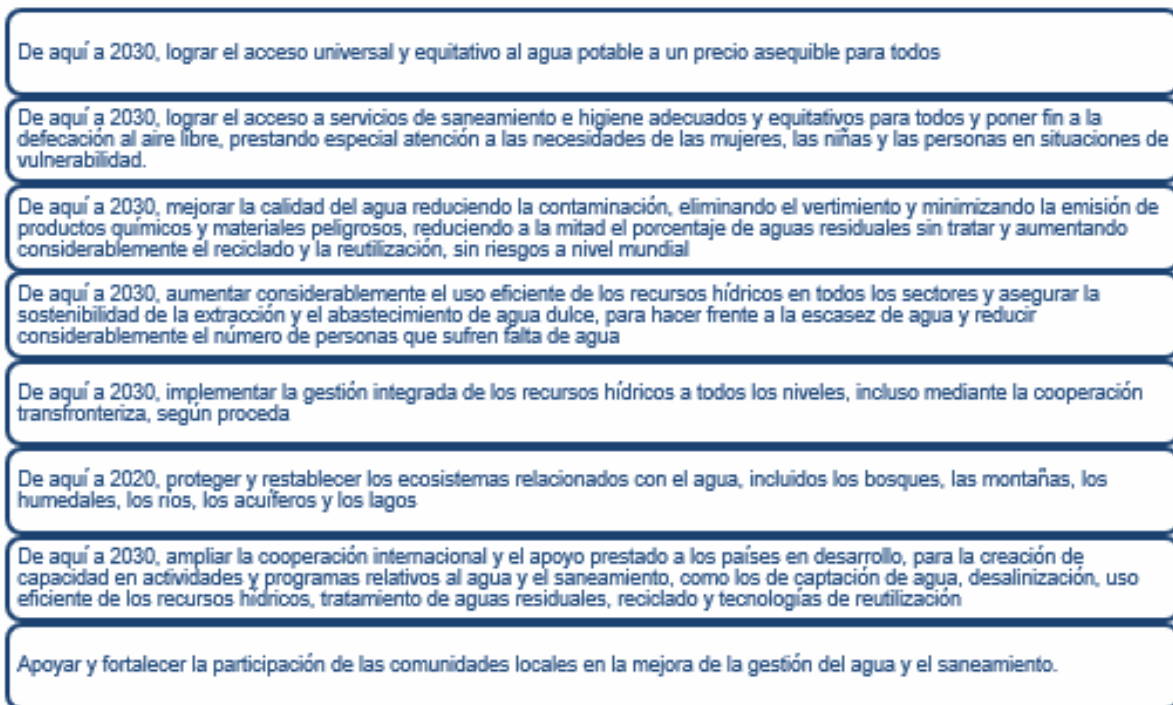 De aquí a 2030, lograr el acceso universal y equitativo al agua potable a un precio asequible para todos
De aquí a 2030, lograr el acceso a servicios de saneamiento e higiene adecuados y equitativos para todos y poner fin a la
defecación al aire libre, prestando especial atención a las necesidades de las mujeres, las niñas y las personas en situaciones de
vulnerabilidad.
De aquí a 2030, mejorar la calidad del agua reduciendo la contaminación, eliminando el vertimiento y minimizando la emisión de
productos químicos y materiales peligrosos, reduciendo a la mitad el porcentaje de aguas residuales sin tratar y aumentando
considerablemente el reciclado y la reutilización, sin riesgos a nivel mundial
De aquí a 2030, aumentar considerablemente el uso eficiente de los recursos hídricos en todos los sectores y asegurar la
sostenibilidad de la extracción y el abastecimiento de agua dulce, para hacer frente a la escasez de agua y reducir
considerablemente el número de personas que sufren falta de agua
De aquí a 2030, implementar la gestión integrada de los recursos hídricos a todos los niveles, incluso mediante la cooperación
transfronteriza, según proceda
De aquí a 2020, proteger y restablecer los ecosistemas relacionados con el agua, incluidos los bosques, las montañas, los
humedales, los ríos, los acuíferos y los lagos
De aquí a 2030, ampliar la cooperación internacional y el apoyo prestado a los países en desarrollo, para la creación de
capacidad en actividades y programas relativos al agua y el saneamiento, como los de captación de agua, desalinización, uso
eficiente de los recursos hídricos, tratamiento de aguas residuales, reciclado y tecnologías de reutilización
Apoyar y fortalecer la participación de las comunidades locales en la mejora de la gestión del agua y el saneamiento.